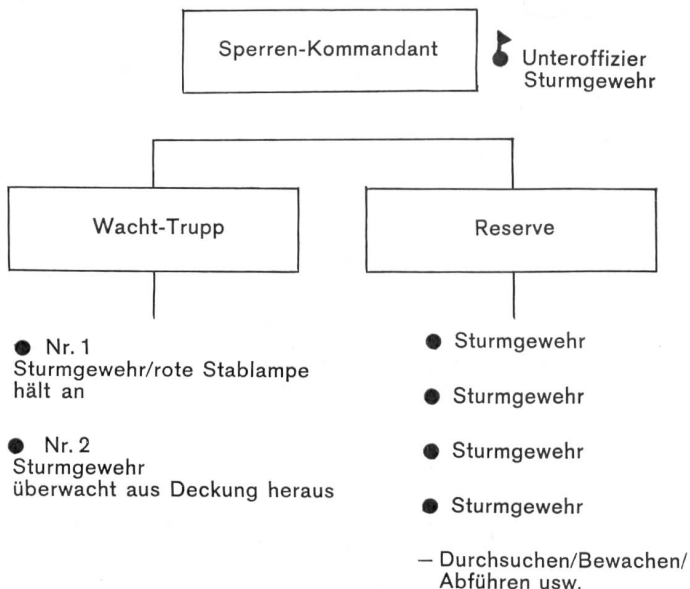 Sperren-Kommandant
Unteroffizier
Sturmgewehr
Wacht-Trupp
Nr. 1
Sturmgewehr/rote Stablampe
hält an
Nr. 2
Sturmgewehr
überwacht aus Deckung heraus
Reserve
Sturmgewehr
Sturmgewehr
Sturmgewehr
Sturmgewehr
– Durchsuchen/Bewachen/
Abführen usw.